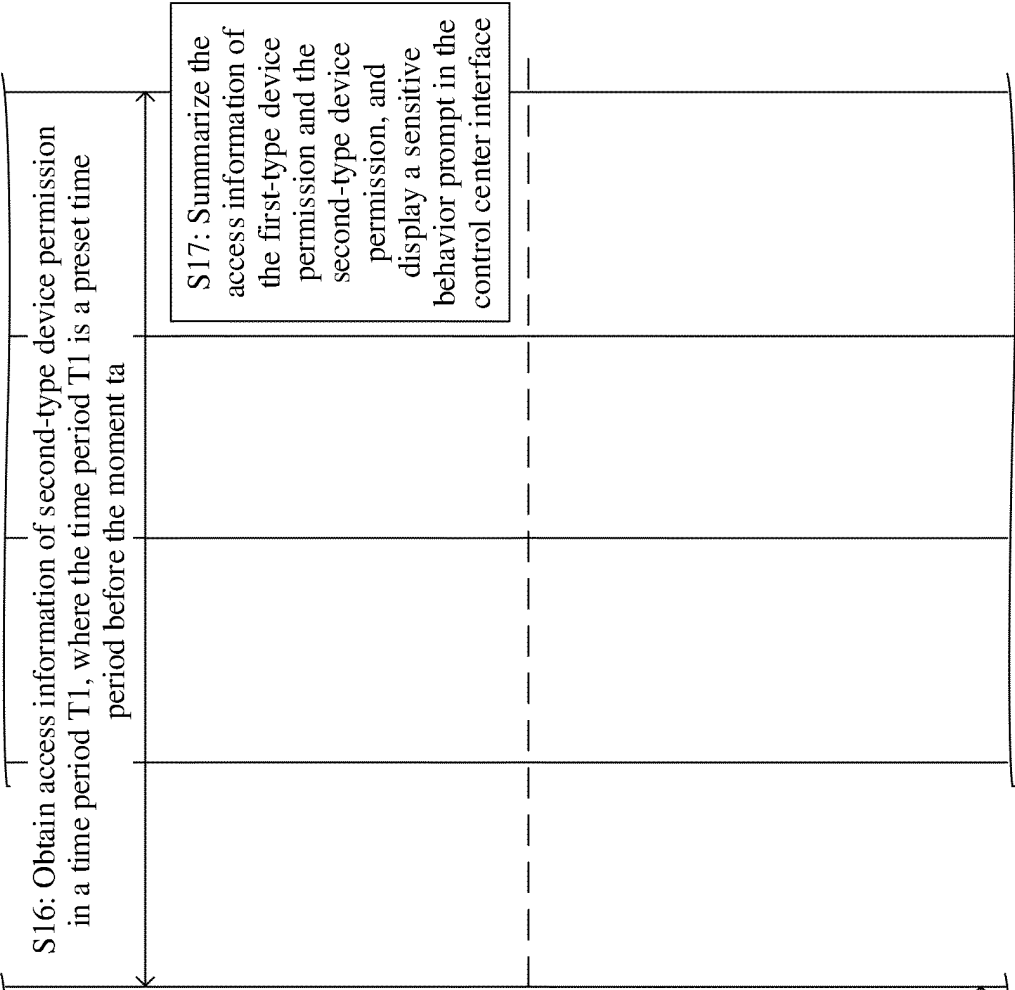 S16: Obtain access information of second-type device permission
in a time period T1, where the time period T1 is a preset time
period before the moment ta
S17: Summarize the
access information of
the first-type device
permission and the
second-type device
permission, and
display a sensitive
behavior prompt in the
control center interface